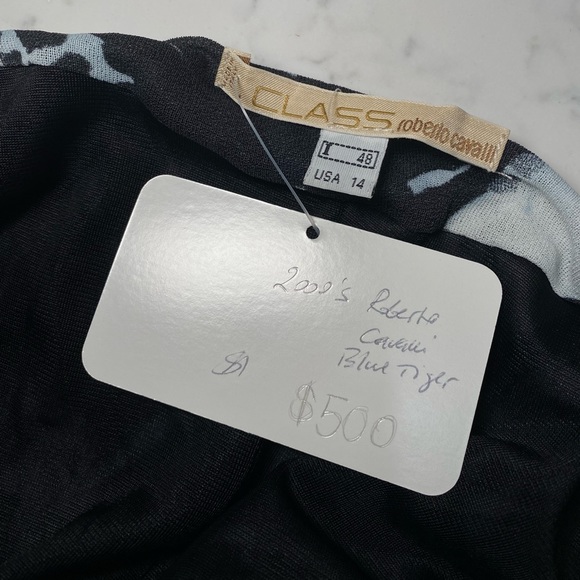 CLASS roberto cavalli
I 48
USA 14
2000's Roberto
Cavalli
Blue Tiger
$500